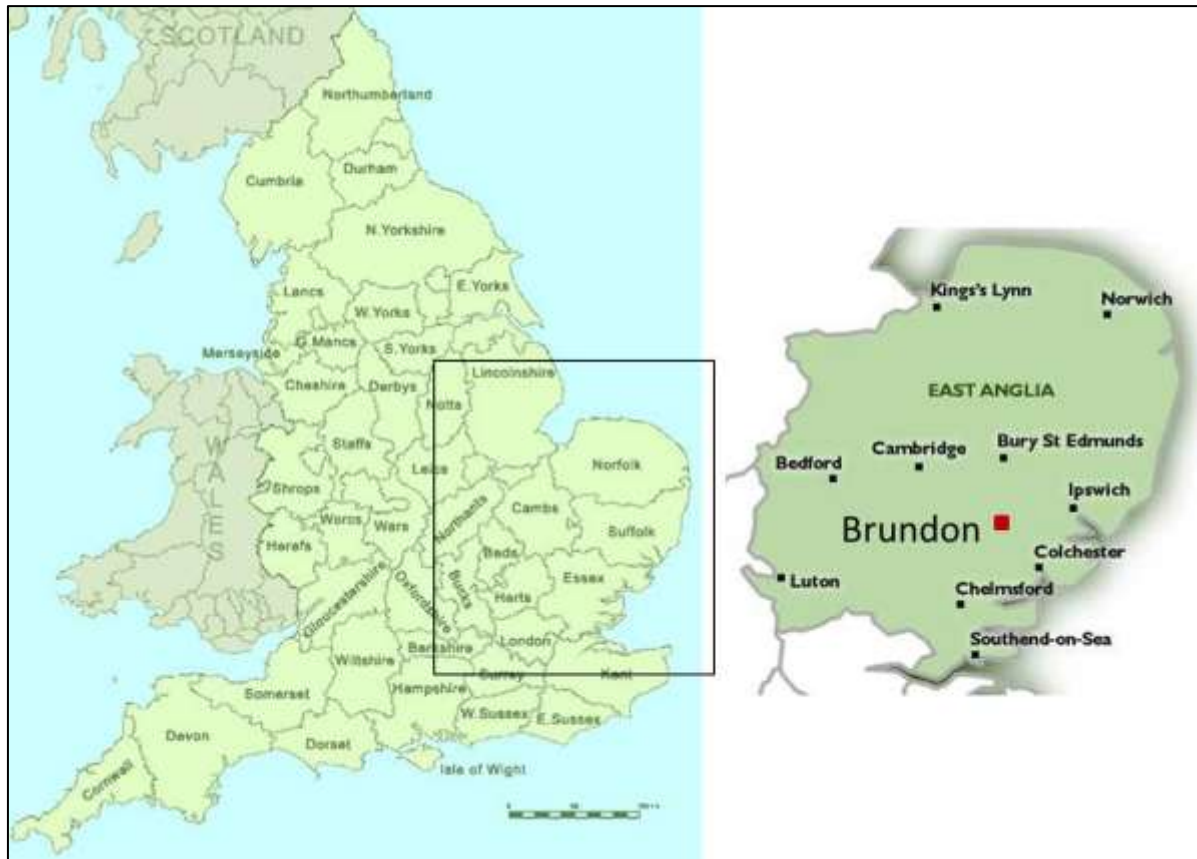 SCOTLAND
Northumberland
Durham
Cumbria
N.Yorkshire
Lancs
E.Yorks
W.Yorks
G.Mancs
S.Yorks
Merseyside
Cheshire
Derbys
Notts
Lincolnshire
WALES
Staffs
Leics
Norfolk
Shrops
Northants
Cambs
Suffolk
Worcs
Wars
Herefs
Beds
Bucks
Essex
Gloucestershire
Oxfordshire
Herts
London
Berkshire
Wiltshire
Surrey
Kent
Hampshire
Somerset
W.Sussex
E.Sussex
Devon
Dorset
Isle of Wight
Cornwall
Kings's Lynn
Norwich
EAST ANGLIA
Bury St Edmunds
Cambridge
Bedford
Ipswich
Brundon
Colchester
Luton
Chelmsford
Southend-on-Sea